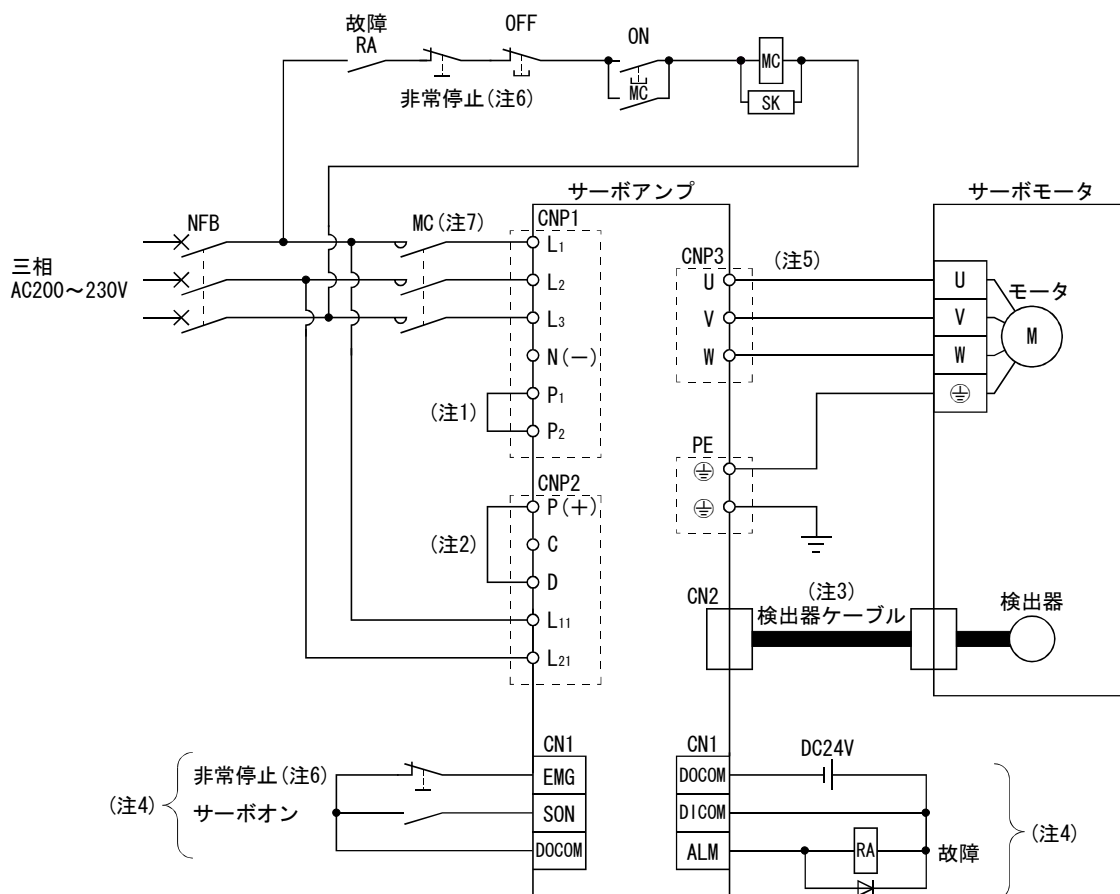 故障
RA
OFF
ON
MC
非常停止(注6)
MC
SK
サーボアンプ
サーボモータ
NFB
MC(注7)
CNP1
L1
CNP3
三相
AC200～230V
L2
U
(注5)
U
モータ
L3
V
V
M
N(－)
W
W
(注1)
P1
P2
PE
CNP2
P(＋)
(注2)
C
D
CN2
(注3)
検出器ケーブル
検出器
L11
L21
CN1
CN1
DC24V
(注4)
非常停止(注6)
EMG
DOCOM
サーボオン
SON
DICOM
(注4)
DOCOM
ALM
RA
故障